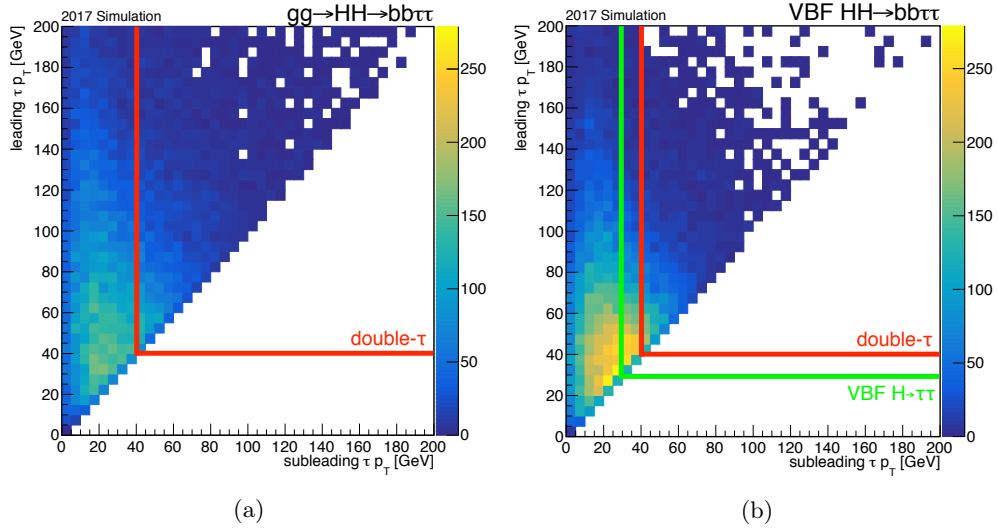 2017 Simulation
gg→HH→bbττ
leading τ p_T [GeV]
200
180
160
140
120
100
80
60
40
20
0
double-τ
0 20 40 60 80 100 120 140 160 180 200
subleading τ p_T [GeV]
250
200
150
100
50
0
(a)
2017 Simulation
VBF HH→bbττ
leading τ p_T [GeV]
200
180
160
140
120
100
80
60
40
20
0
double-τ
VBF H→ττ
0 20 40 60 80 100 120 140 160 180 200
subleading τ p_T [GeV]
250
200
150
100
50
0
(b)